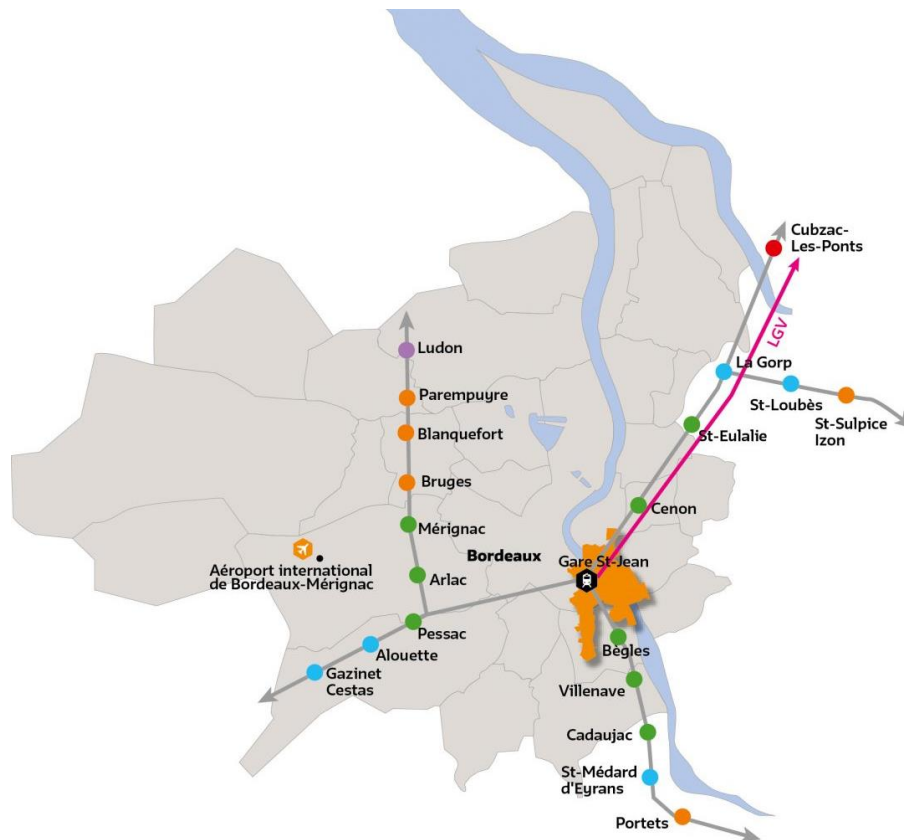 Cubzac-
Les-Ponts
LGV
Ludon
La Gorp
Parempuyre
St-Loubès
St-Sulpice
Izon
Blanquefort
St-Eulalie
Bruges
Cenon
Mérignac
Bordeaux
Gare St-Jean
Aéroport international
de Bordeaux-Mérignac
Arlac
Pessac
Bègles
Alouette
Gazinet
Cestas
Villenave
Cadaujac
St-Médard
d'Eyrans
Portets